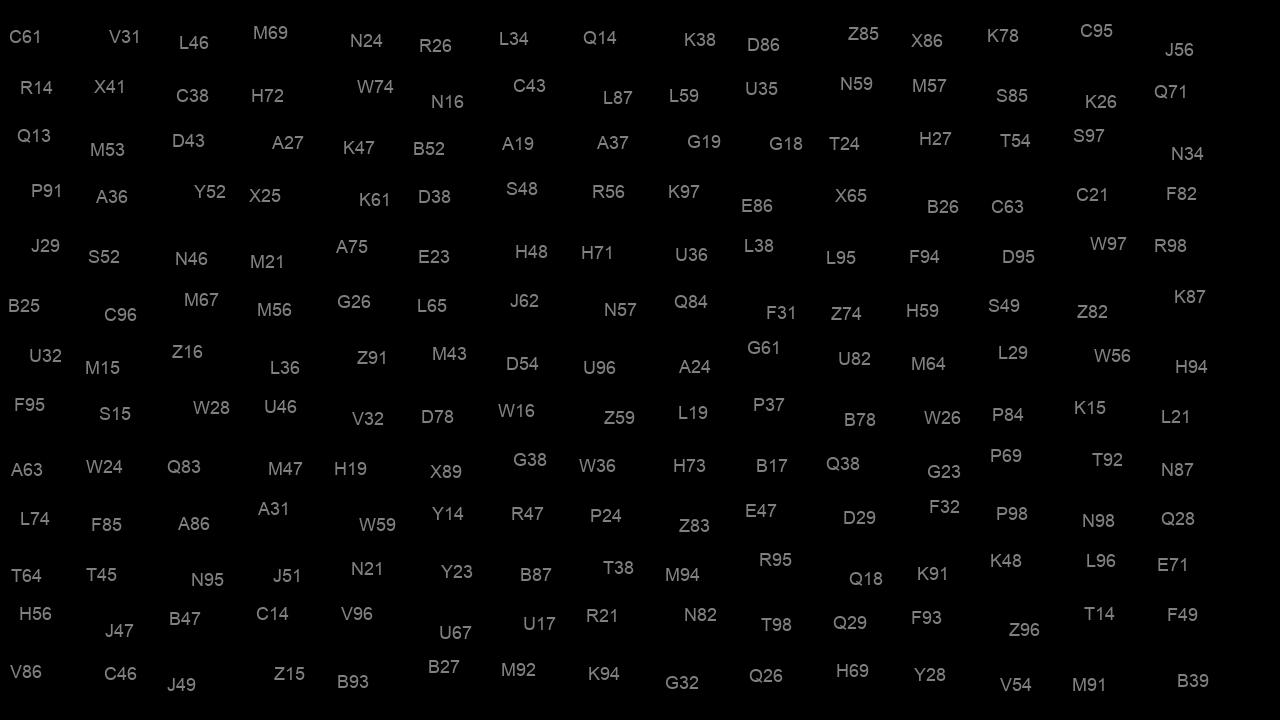 C61 V31 L46 M69 N24 R26 L34 Q14 K38 D86 Z85 X86 K78 C95 J56
R14 X41 C38 H72 W74 N16 C43 L87 L59 U35 N59 M57 S85 K26 Q71
Q13 M53 D43 A27 K47 B52 A19 A37 G19 G18 T24 H27 T54 S97 N34
P91 A36 Y52 X25 K61 D38 S48 R56 K97 E86 X65 B26 C63 C21 F82
J29 S52 N46 M21 A75 E23 H48 H71 U36 L38 L95 F94 D95 W97 R98
B25 C96 M67 M56 G26 L65 J62 N57 Q84 F31 Z74 H59 S49 Z82 K87
U32 M15 Z16 L36 Z91 M43 D54 U96 A24 G61 U82 M64 L29 W56 H94
F95 S15 W28 U46 V32 D78 W16 Z59 L19 P37 B78 W26 P84 K15 L21
A63 W24 Q83 M47 H19 X89 G38 W36 H73 B17 Q38 G23 P69 T92 N87
L74 F85 A86 A31 W59 Y14 R47 P24 Z83 E47 D29 F32 P98 N98 Q28
T64 T45 N95 J51 N21 Y23 B87 T38 M94 R95 Q18 K91 K48 L96 E71
H56 J47 B47 C14 V96 U67 U17 R21 N82 T98 Q29 F93 Z96 T14 F49
V86 C46 J49 Z15 B93 B27 M92 K94 G32 Q26 H69 Y28 V54 M91 B39